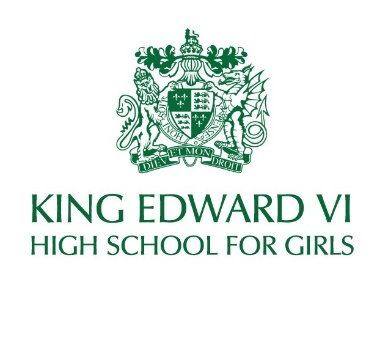 DIEU ET MON DROIT
KING EDWARD VI
HIGH SCHOOL FOR GIRLS